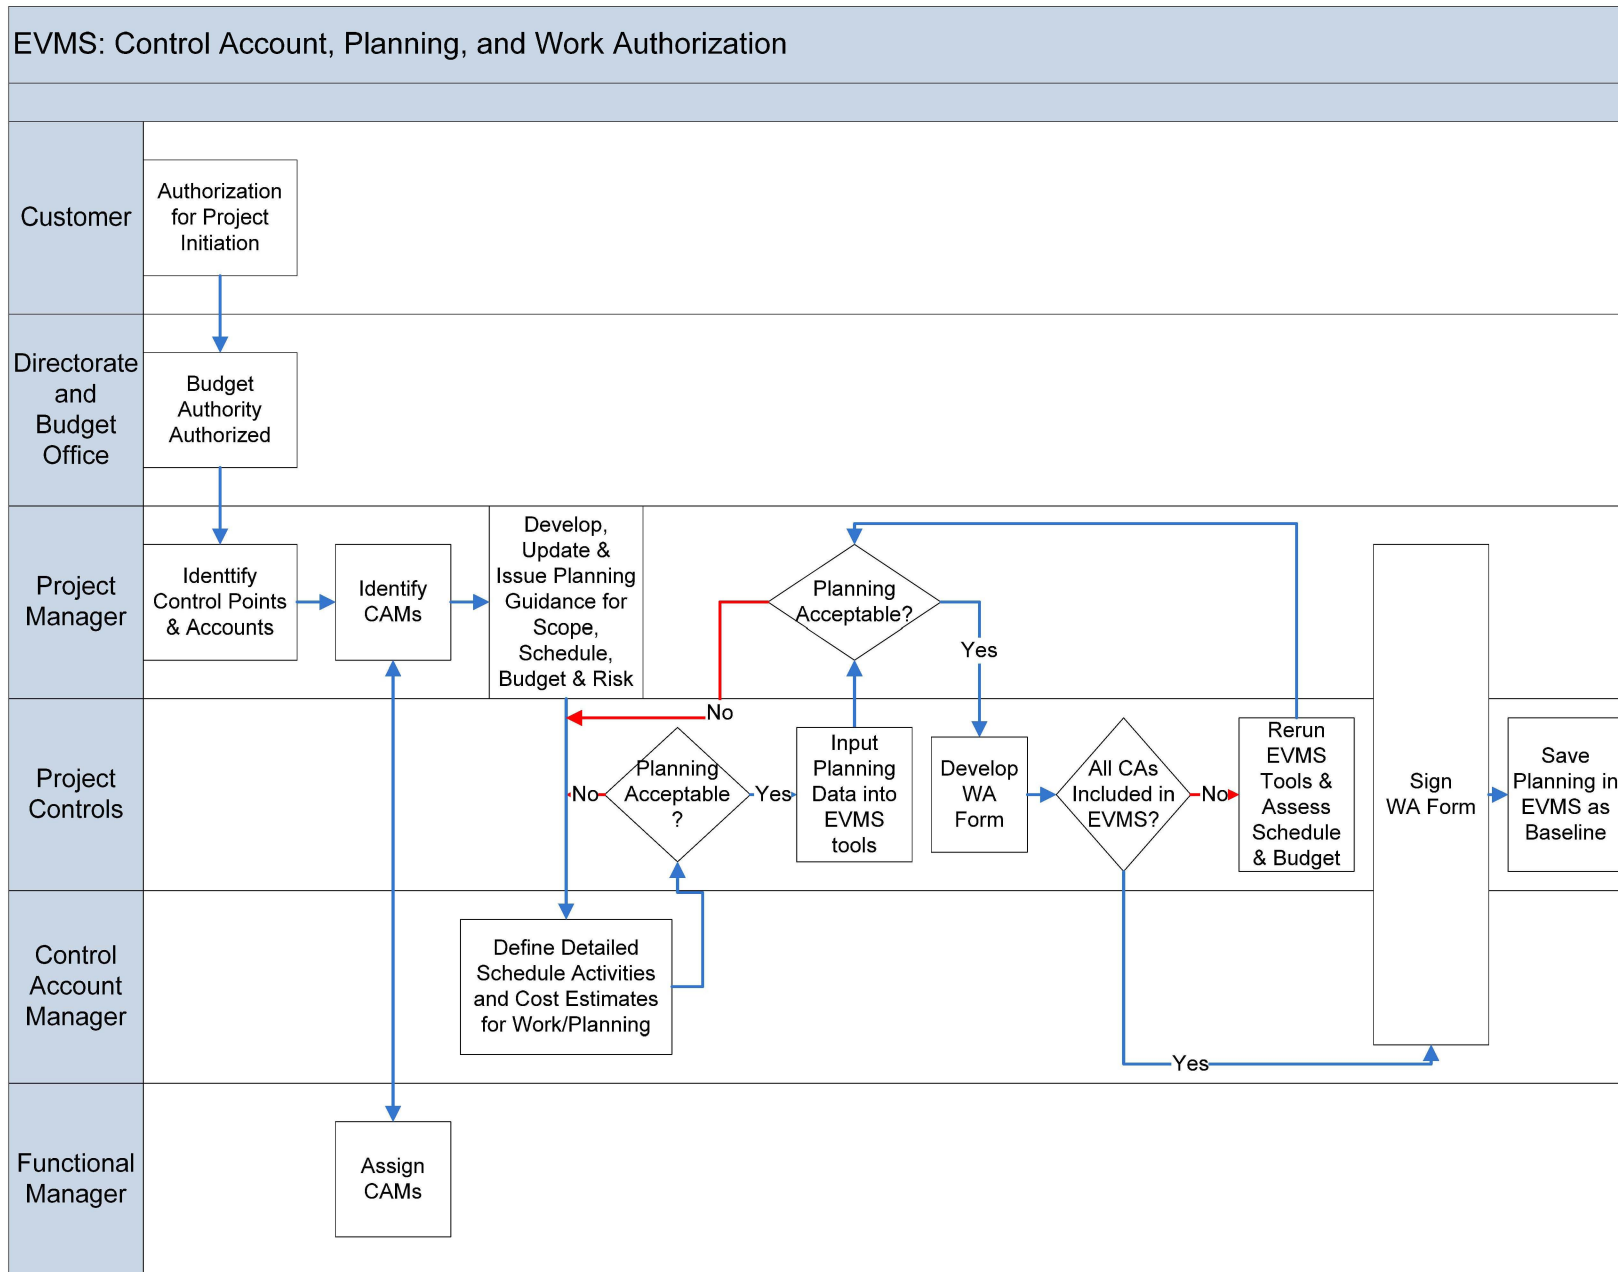 EVMS: Control Account, Planning, and Work Authorization
Customer
Authorization
for Project
Initiation
Directorate
and
Budget
Office
Budget
Authority
Authorized
Project
Manager
Identtify
Control Points
& Accounts
Identify
CAMs
Develop,
Update &
Issue Planning
Guidance for
Scope,
Schedule,
Budget & Risk
Planning
Acceptable?
Yes
No
Project
Controls
No
Planning
Acceptable
?
Yes
Input
Planning
Data into
EVMS
tools
Develop
WA
Form
All CAs
Included in
EVMS?
No
Rerun
EVMS
Tools &
Assess
Schedule
& Budget
Sign
WA Form
Save
Planning in
EVMS as
Baseline
Control
Account
Manager
Define Detailed
Schedule Activities
and Cost Estimates
for Work/Planning
Yes
Functional
Manager
Assign
CAMs